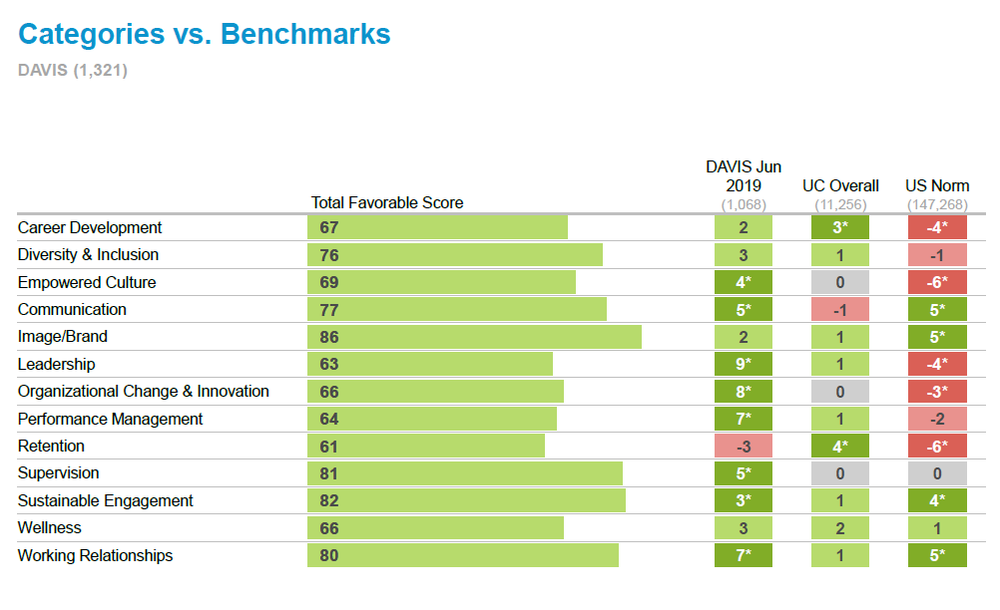 Categories vs. Benchmarks
DAVIS (1,321)
DAVIS Jun
2019 UC Overall US Norm
Total Favorable Score (1,068) (11,256) (147,268)
Career Development 67 2 3* -4*
Diversity & Inclusion 76 3 1 -1
Empowered Culture 69 4* 0 -6*
Communication 77 5* -1 5*
Image/Brand 86 2 1 5*
Leadership 63 9* 1 -4*
Organizational Change & Innovation 66 8* 0 -3*
Performance Management 64 7* 1 -2
Retention 61 -3 4* -6*
Supervision 81 5* 0 0
Sustainable Engagement 82 3* 1 4*
Wellness 66 3 2 1
Working Relationships 80 7* 1 5*